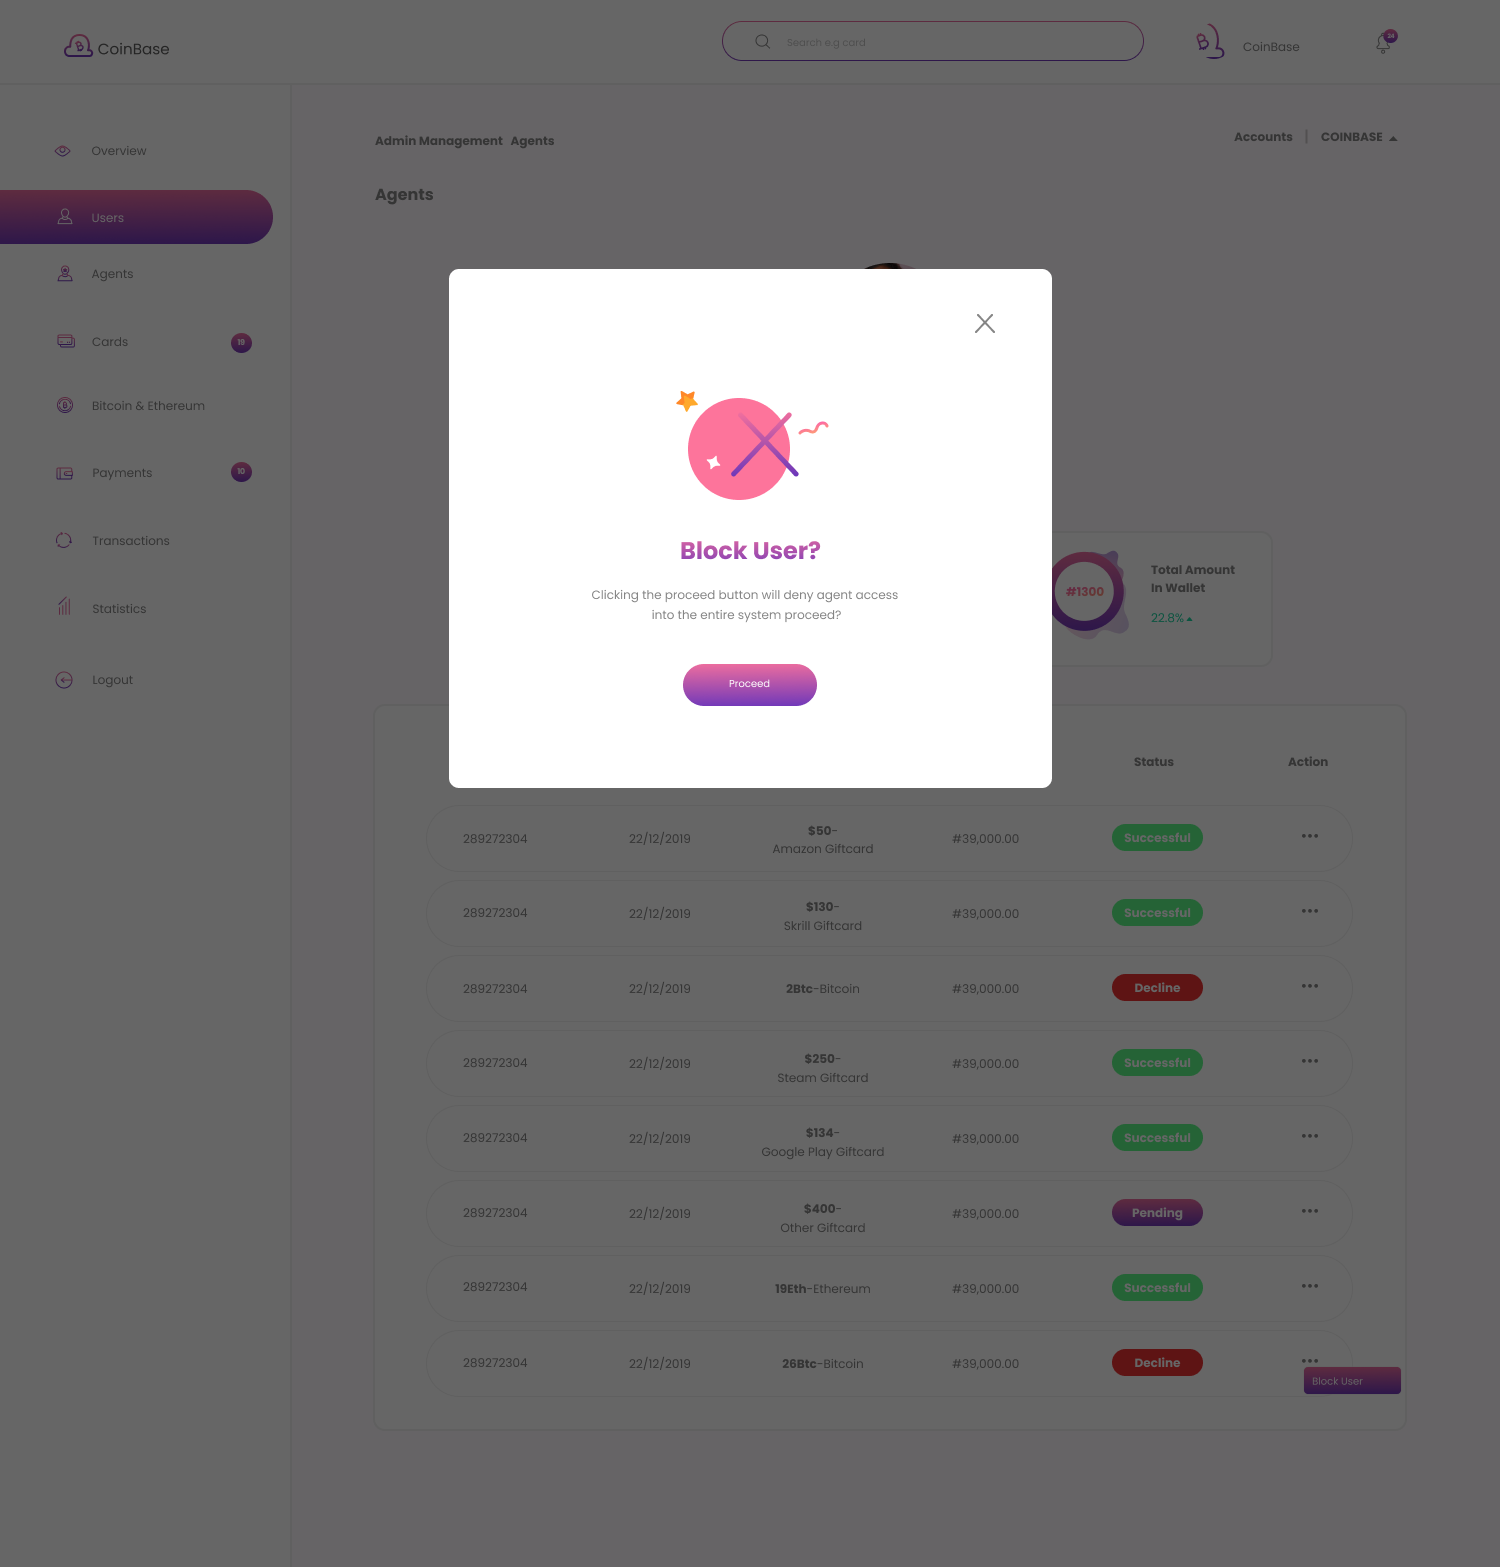 CoinBase
Search e.g card
CoinBase
34
Overview
Users
Agents
Cards
19
Bitcoin & Ethereum
Payments
10
Transactions
Statistics
Logout
Admin Management Agents
Accounts | COINBASE
Agents
Block User?
Clicking the proceed button will deny agent access
into the entire system proceed?
Proceed
#1300
Total Amount
In Wallet
22.8%
Status Action
289272304 22/12/2019 $50- #39,000.00 Successful
Amazon Giftcard
289272304 22/12/2019 $130- #39,000.00 Successful
Skrill Giftcard
289272304 22/12/2019 2Btc-Bitcoin #39,000.00 Decline
289272304 22/12/2019 $250- #39,000.00 Successful
Steam Giftcard
289272304 22/12/2019 $134- #39,000.00 Successful
Google Play Giftcard
289272304 22/12/2019 $400- #39,000.00 Pending
Other Giftcard
289272304 22/12/2019 19Eth-Ethereum #39,000.00 Successful
289272304 22/12/2019 26Btc-Bitcoin #39,000.00 Decline
Block User